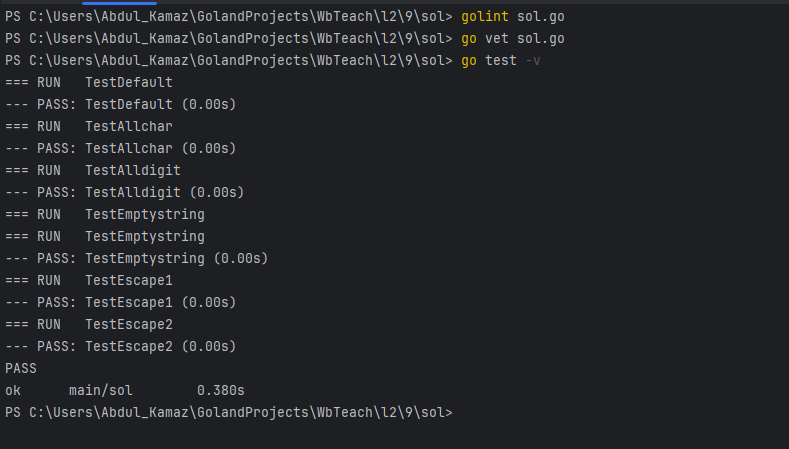 PS C:\Users\Abdul_Kamaz\GolandProjects\WbTeach\l2\9\sol> golint sol.go
PS C:\Users\Abdul_Kamaz\GolandProjects\WbTeach\l2\9\sol> go vet sol.go
PS C:\Users\Abdul_Kamaz\GolandProjects\WbTeach\l2\9\sol> go test -v
=== RUN   TestDefault
--- PASS: TestDefault (0.00s)
=== RUN   TestAllchar
--- PASS: TestAllchar (0.00s)
=== RUN   TestAlldigit
--- PASS: TestAlldigit (0.00s)
=== RUN   TestEmptystring
=== RUN   TestEmptystring
--- PASS: TestEmptystring (0.00s)
=== RUN   TestEscape1
--- PASS: TestEscape1 (0.00s)
=== RUN   TestEscape2
--- PASS: TestEscape2 (0.00s)
PASS
ok      main/sol        0.380s
PS C:\Users\Abdul_Kamaz\GolandProjects\WbTeach\l2\9\sol>